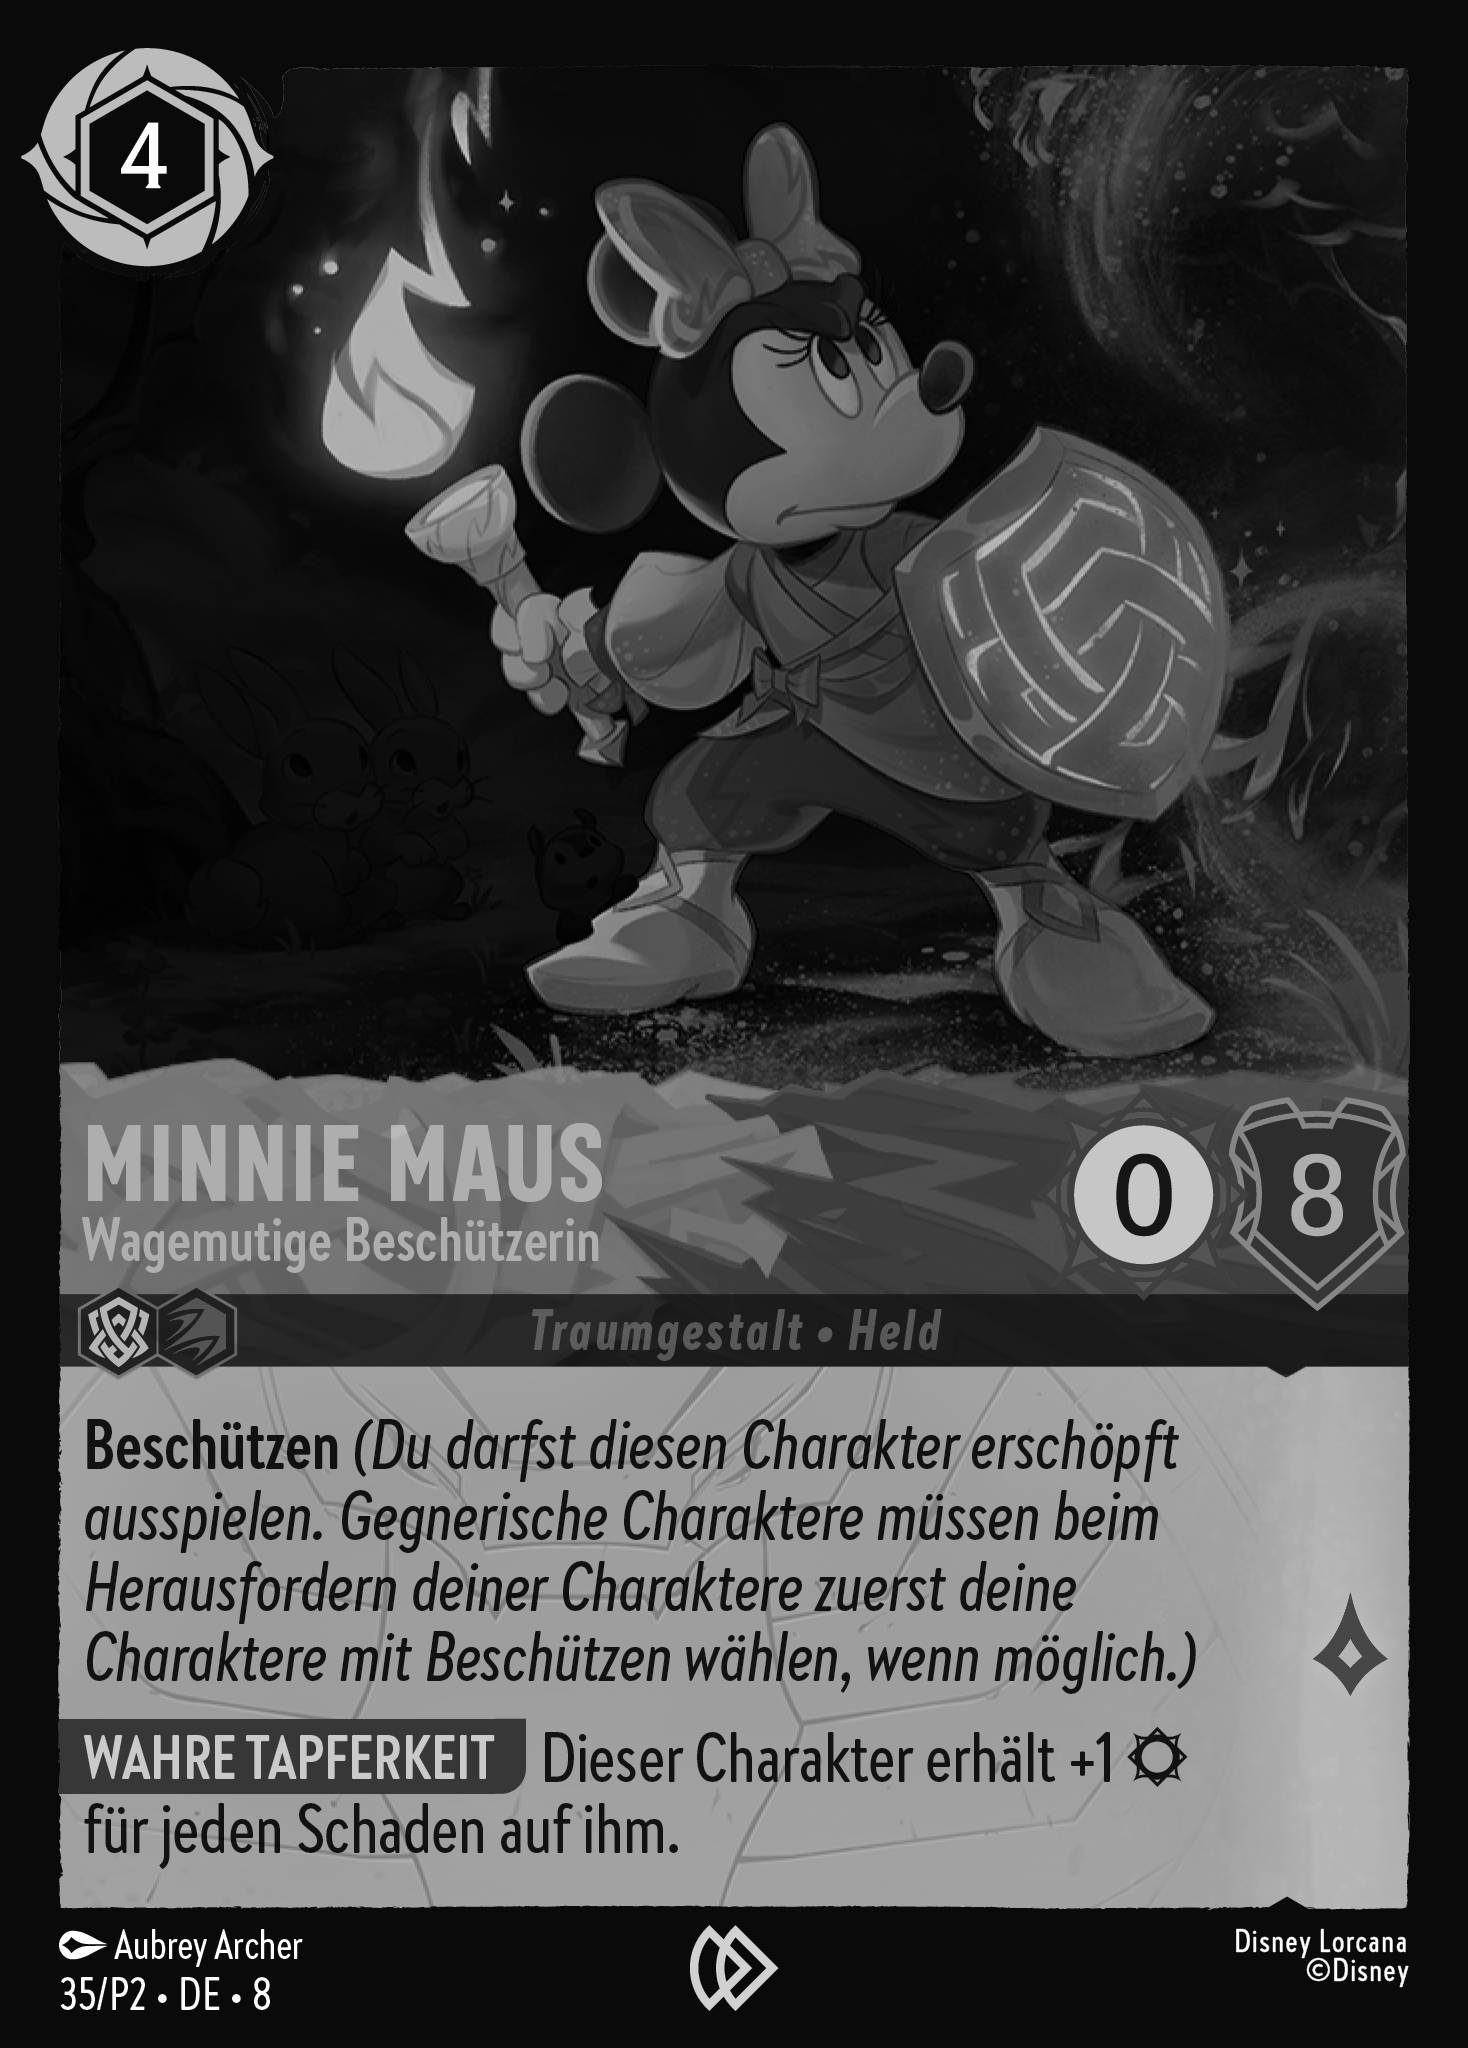 4
MINNIE MAUS
Wagemutige Beschützerin
0
8
Traumgestalt • Held
Beschützen (Du darfst diesen Charakter erschöpft
ausspielen. Gegnerische Charaktere müssen beim
Herausfordern deiner Charaktere zuerst deine
Charaktere mit Beschützen wählen, wenn möglich.)
WAHRE TAPFERKEIT Dieser Charakter erhält +1
für jeden Schaden auf ihm.
Aubrey Archer
35/P2 • DE • 8
Disney Lorcana
©Disney